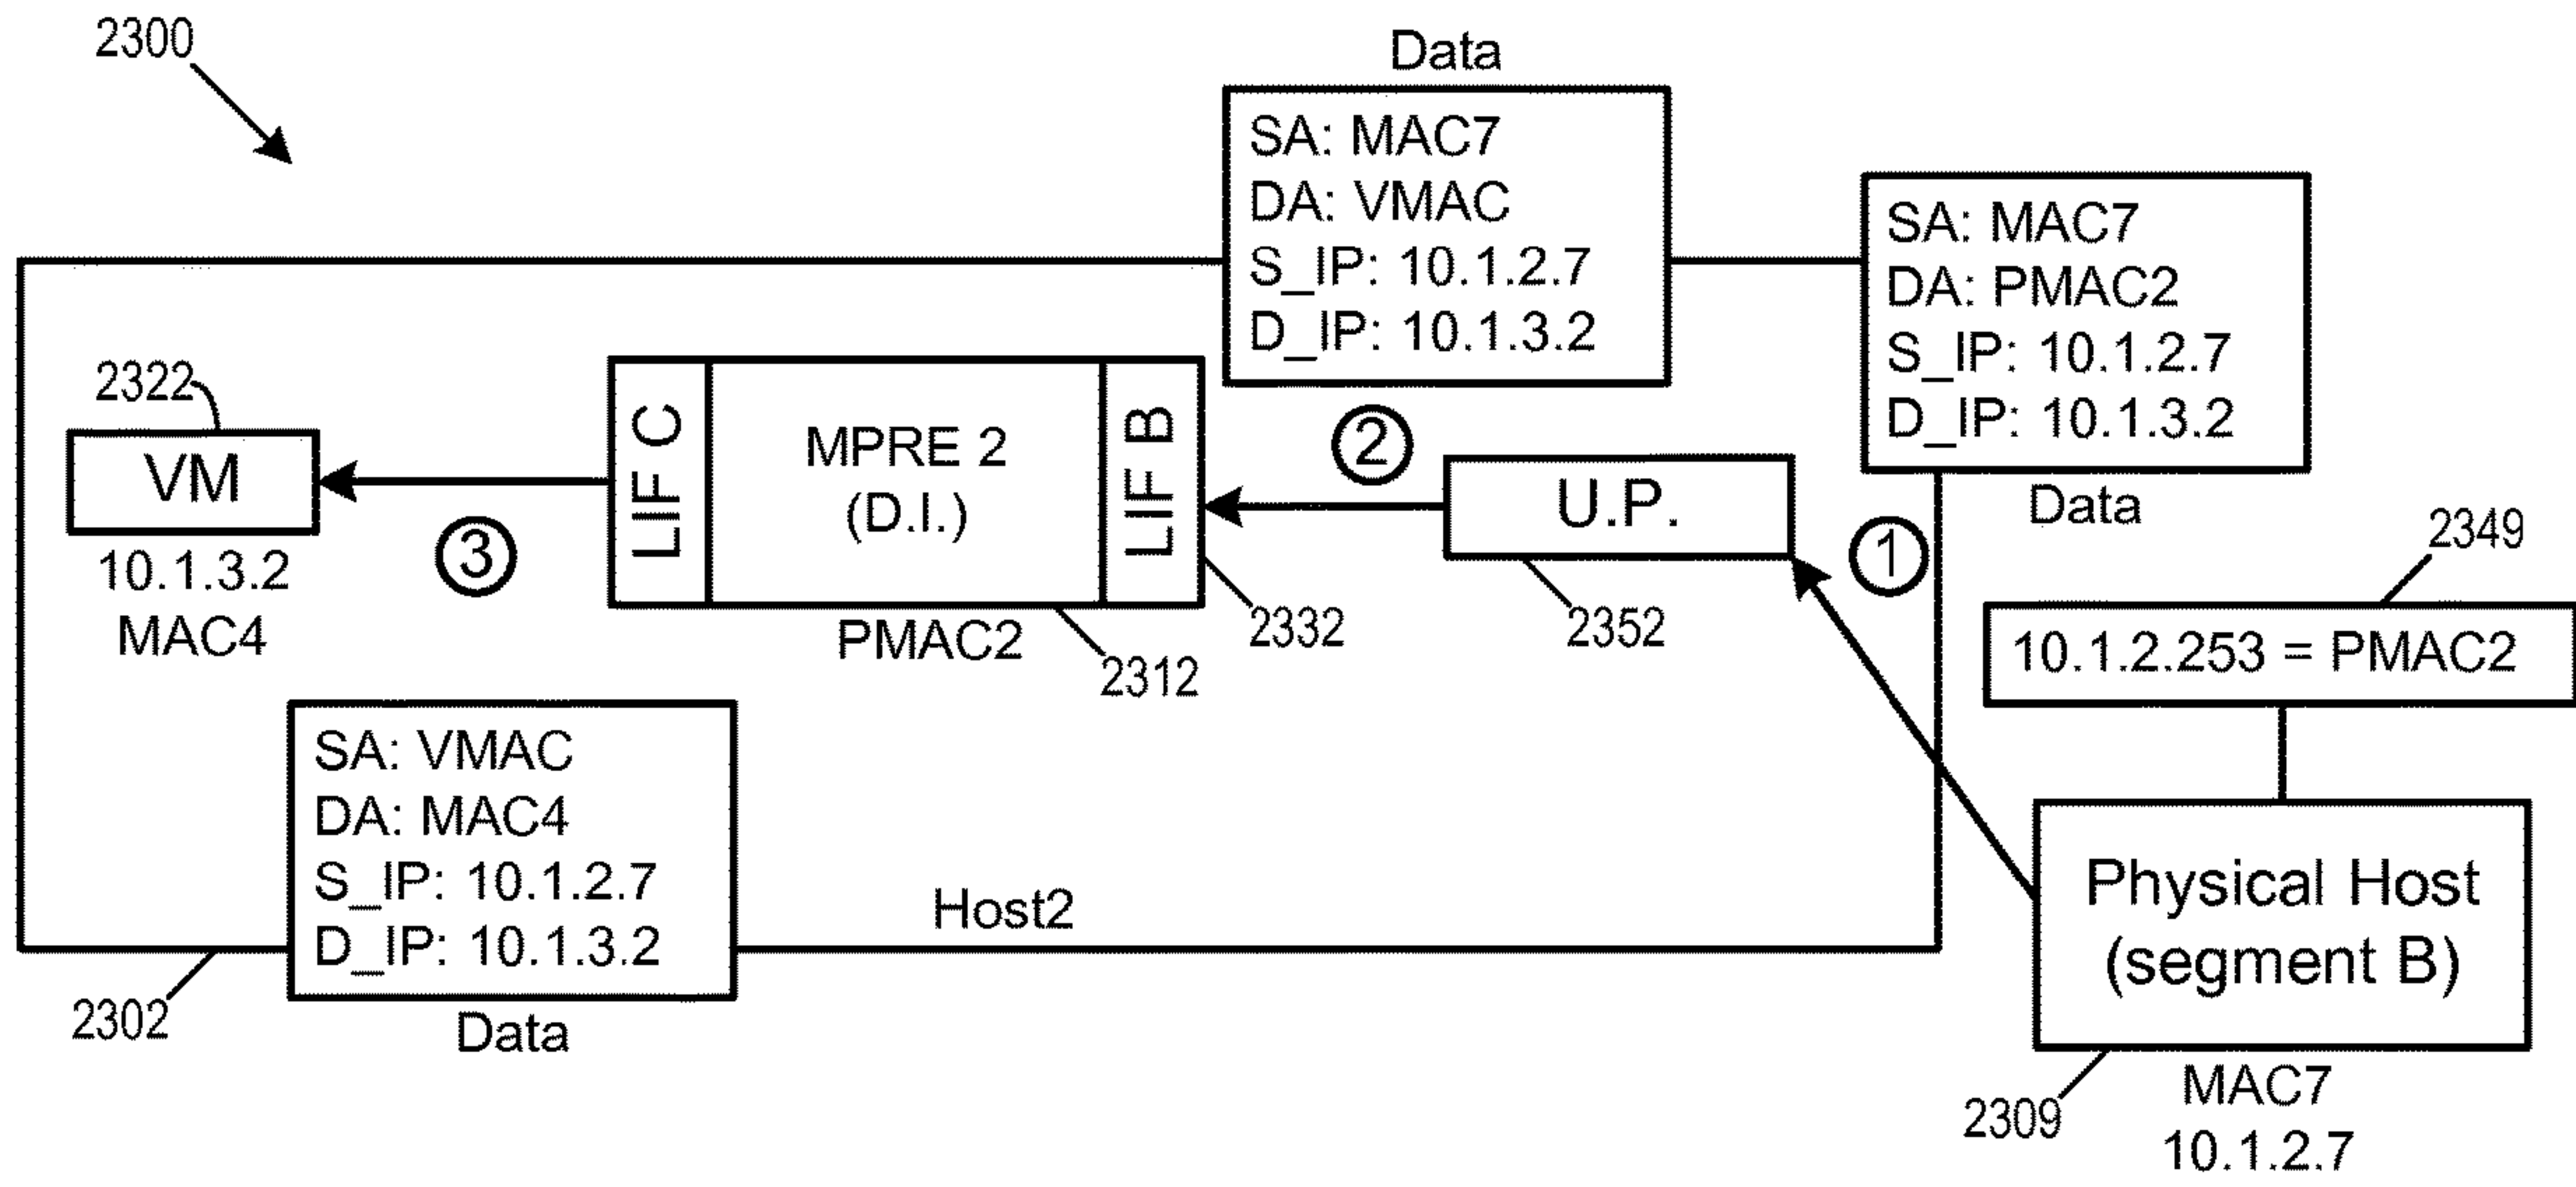 2300
Data
SA: MAC7
DA: VMAC
S_IP: 10.1.2.7
D_IP: 10.1.3.2
SA: MAC7
DA: PMAC2
S_IP: 10.1.2.7
D_IP: 10.1.3.2
Data
2322
VM
10.1.3.2
MAC4
3
LIF C
MPRE 2
(D.I.)
LIF B
PMAC2
2312
2332
2
U.P.
2352
1
2349
10.1.2.253 = PMAC2
SA: VMAC
DA: MAC4
S_IP: 10.1.2.7
D_IP: 10.1.3.2
Data
2302
Host2
Physical Host
(segment B)
2309
MAC7
10.1.2.7